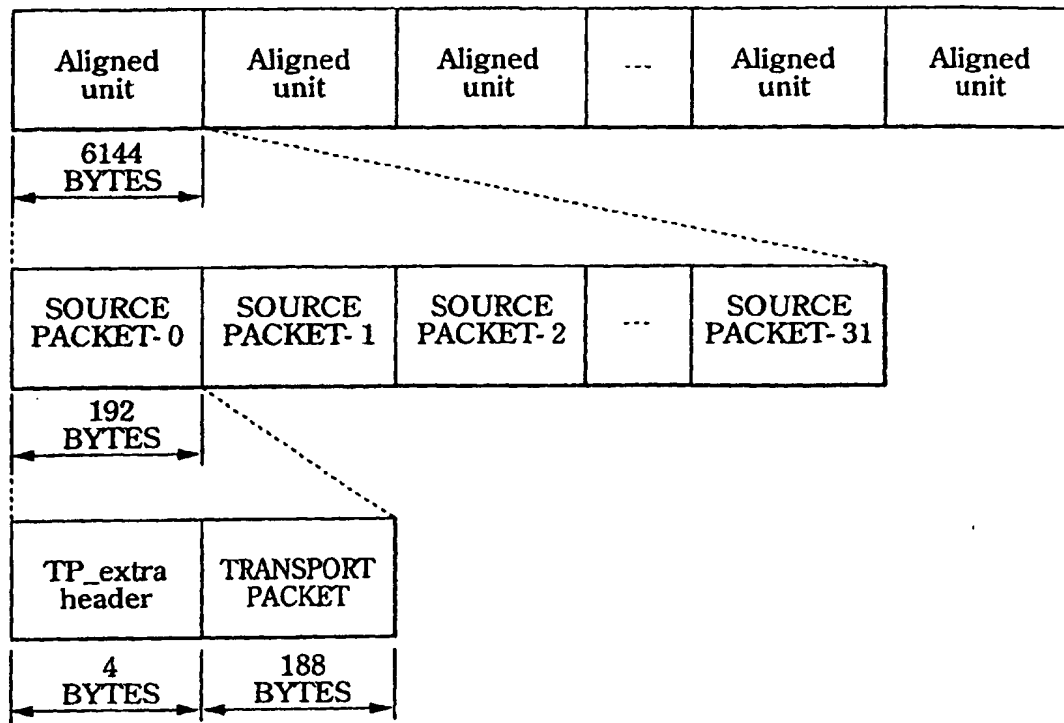 Aligned unit Aligned unit Aligned unit --- Aligned unit Aligned unit
6144 BYTES
SOURCE PACKET-0 SOURCE PACKET-1 SOURCE PACKET-2 --- SOURCE PACKET-31
192 BYTES
TP_extra header TRANSPORT PACKET
4 BYTES 188 BYTES